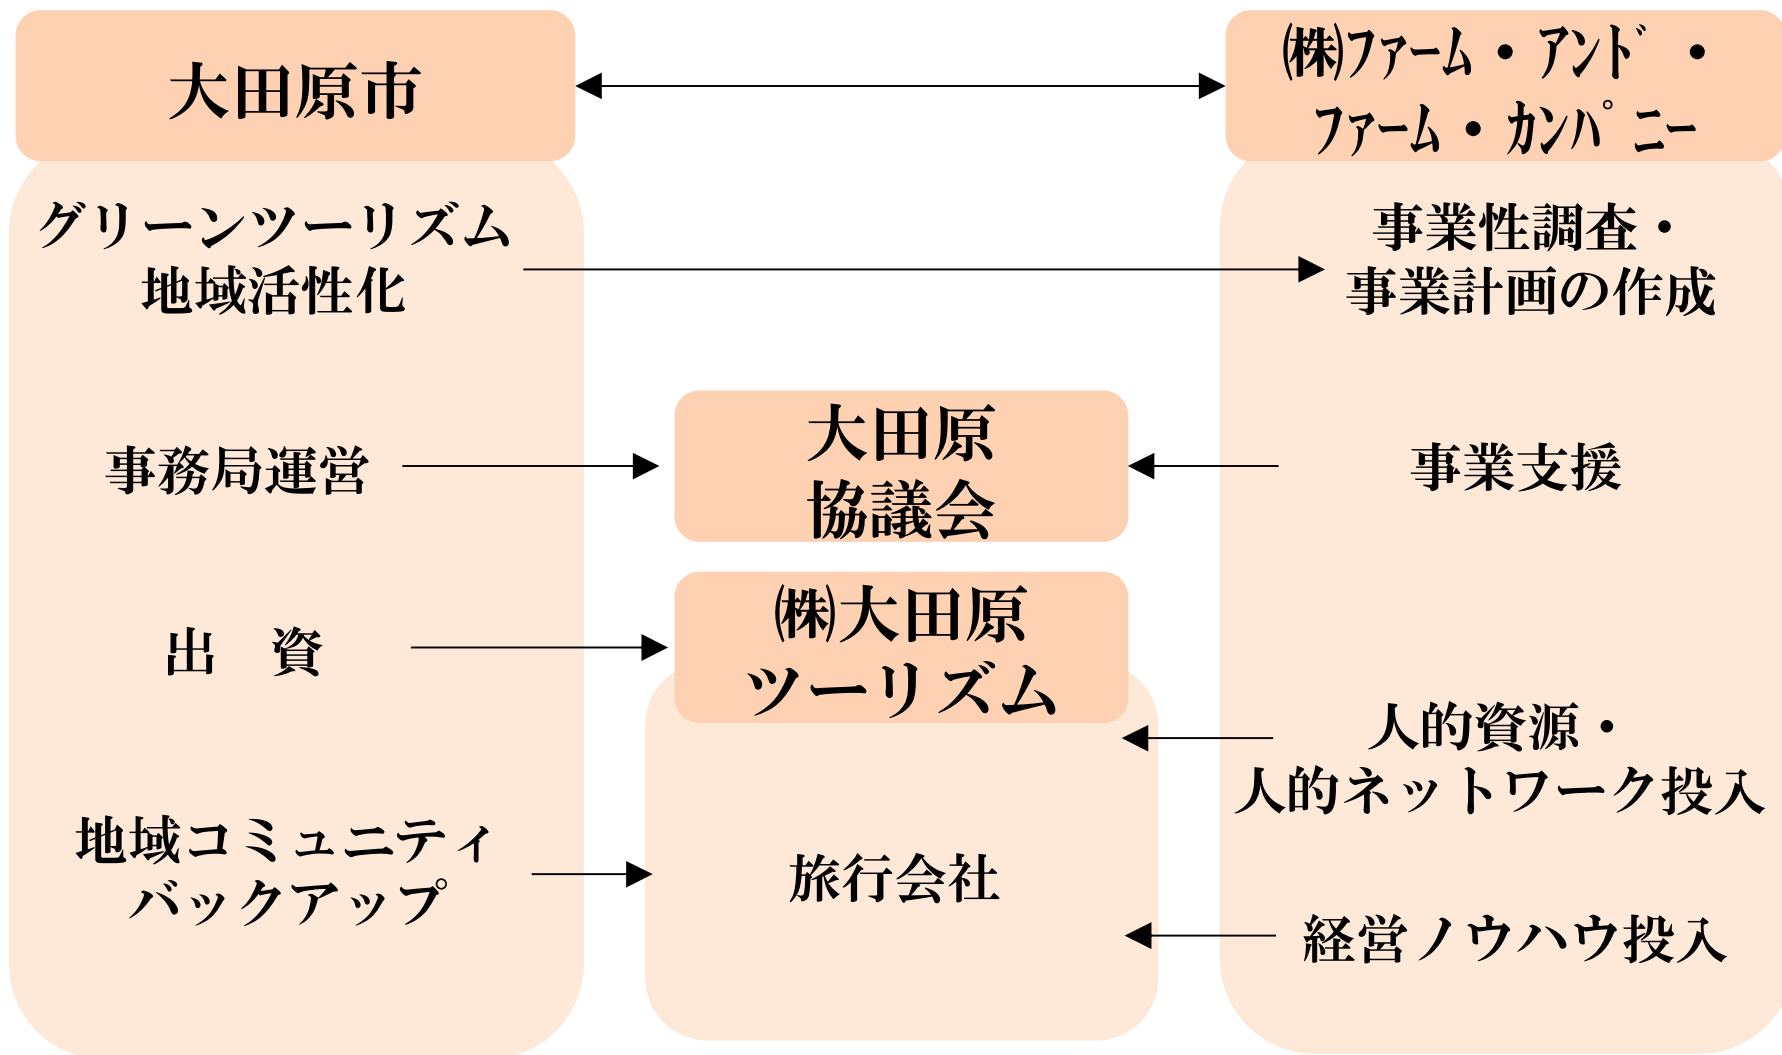 大田原市
㈱ﾌｧｰﾑ・ｱﾝﾄﾞ・
ﾌｧｰﾑ・ｶﾝﾊﾟﾆｰ
グリーンツーリズム
地域活性化
事業性調査・
事業計画の作成
大田原
協議会
事務局運営
事業支援
㈱大田原
ツーリズム
出　資
人的資源・
人的ネットワーク投入
地域コミュニティ
バックアップ
旅行会社
経営ノウハウ投入